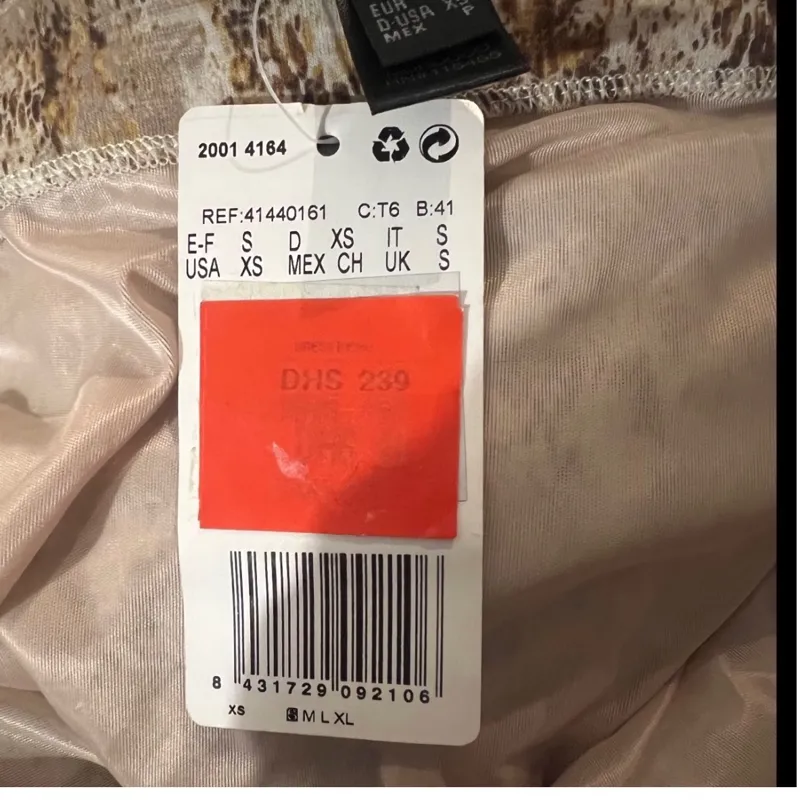 EUR
D-USA XS
MEX
2001 4164
REF:41440161 C:T6 B:41
E-F S D XS IT S
USA XS MEX CH UK S
DHS 239
8 431729 092106
XS S M L XL